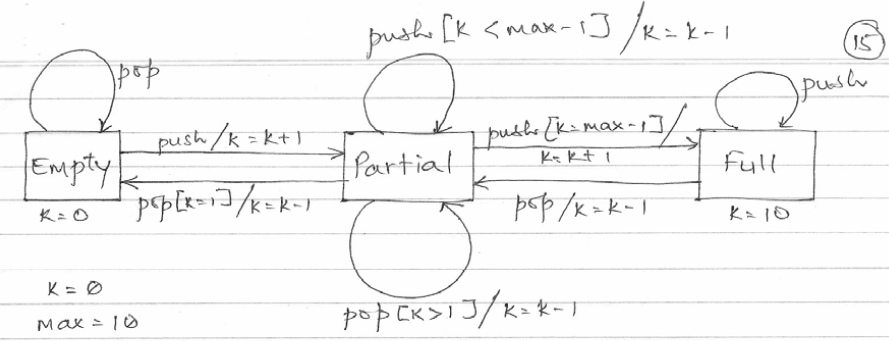 push [K < max-1] / K = K-1
15
pop
push
push / K = K+1
push [K = max-1] /
K = K+1
Empty
Partial
Full
K = 0
pop [K=1] / K = K-1
pop / K = K-1
K = 10
K = 0
max = 10
pop [K>1] / K = K-1